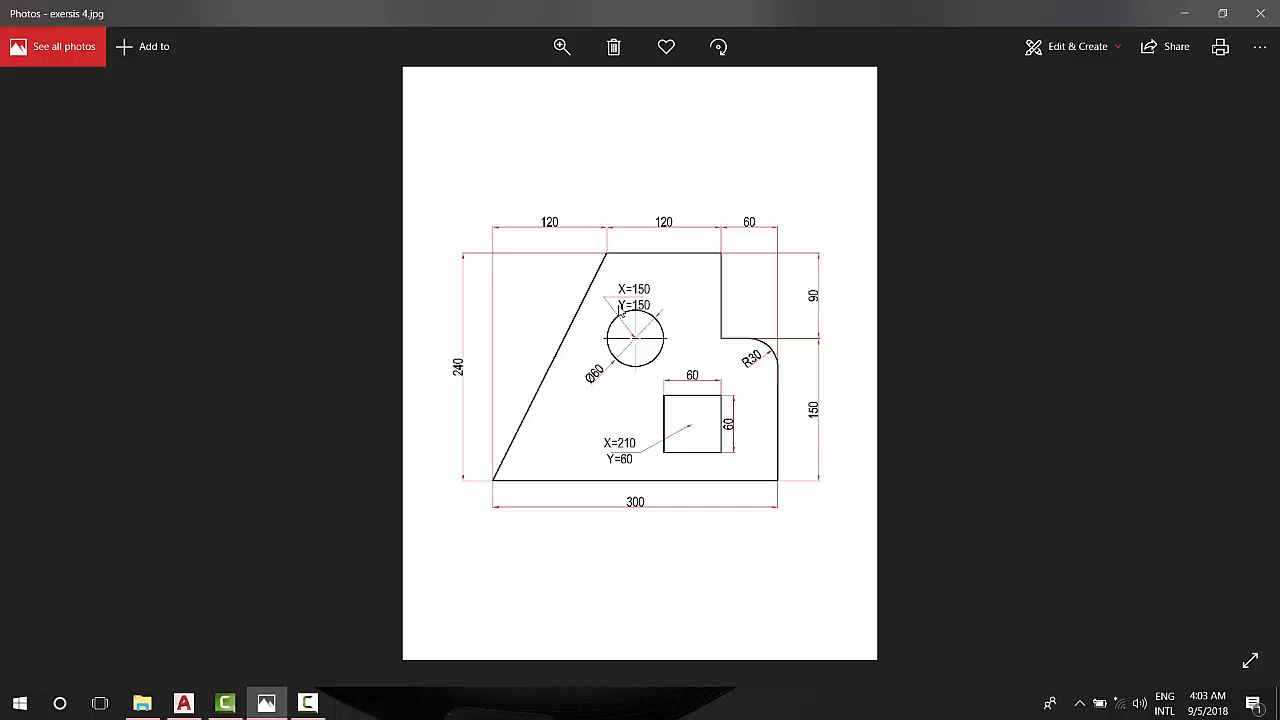 Photos - exersis 4.jpg
See all photos
Add to
Edit & Create
Share
120
120
60
X=150
Y=150
90
R30
Ø60
240
60
60
150
X=210
Y=60
300
ENG
INTL
4:03 AM
9/5/2018
1